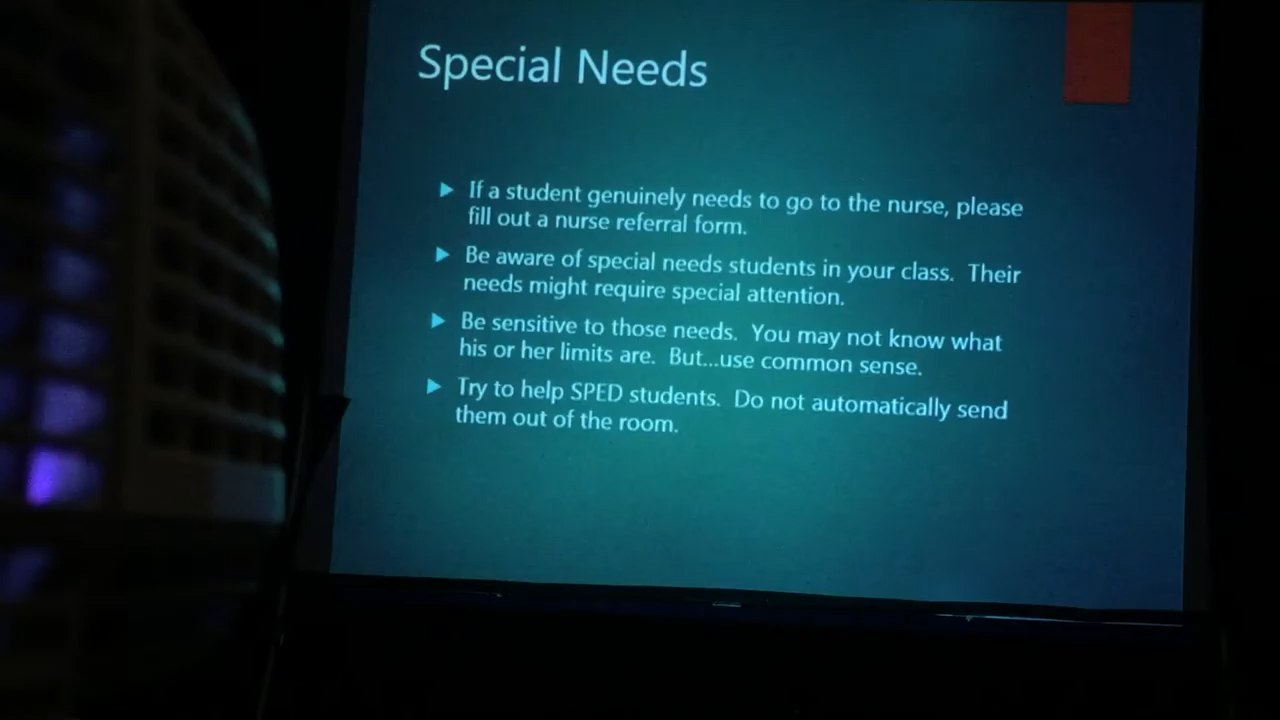 Special Needs
If a student genuinely needs to go to the nurse, please
fill out a nurse referral form.
Be aware of special needs students in your class.  Their
needs might require special attention.
Be sensitive to those needs.  You may not know what
his or her limits are.  But...use common sense.
Try to help SPED students.  Do not automatically send
them out of the room.